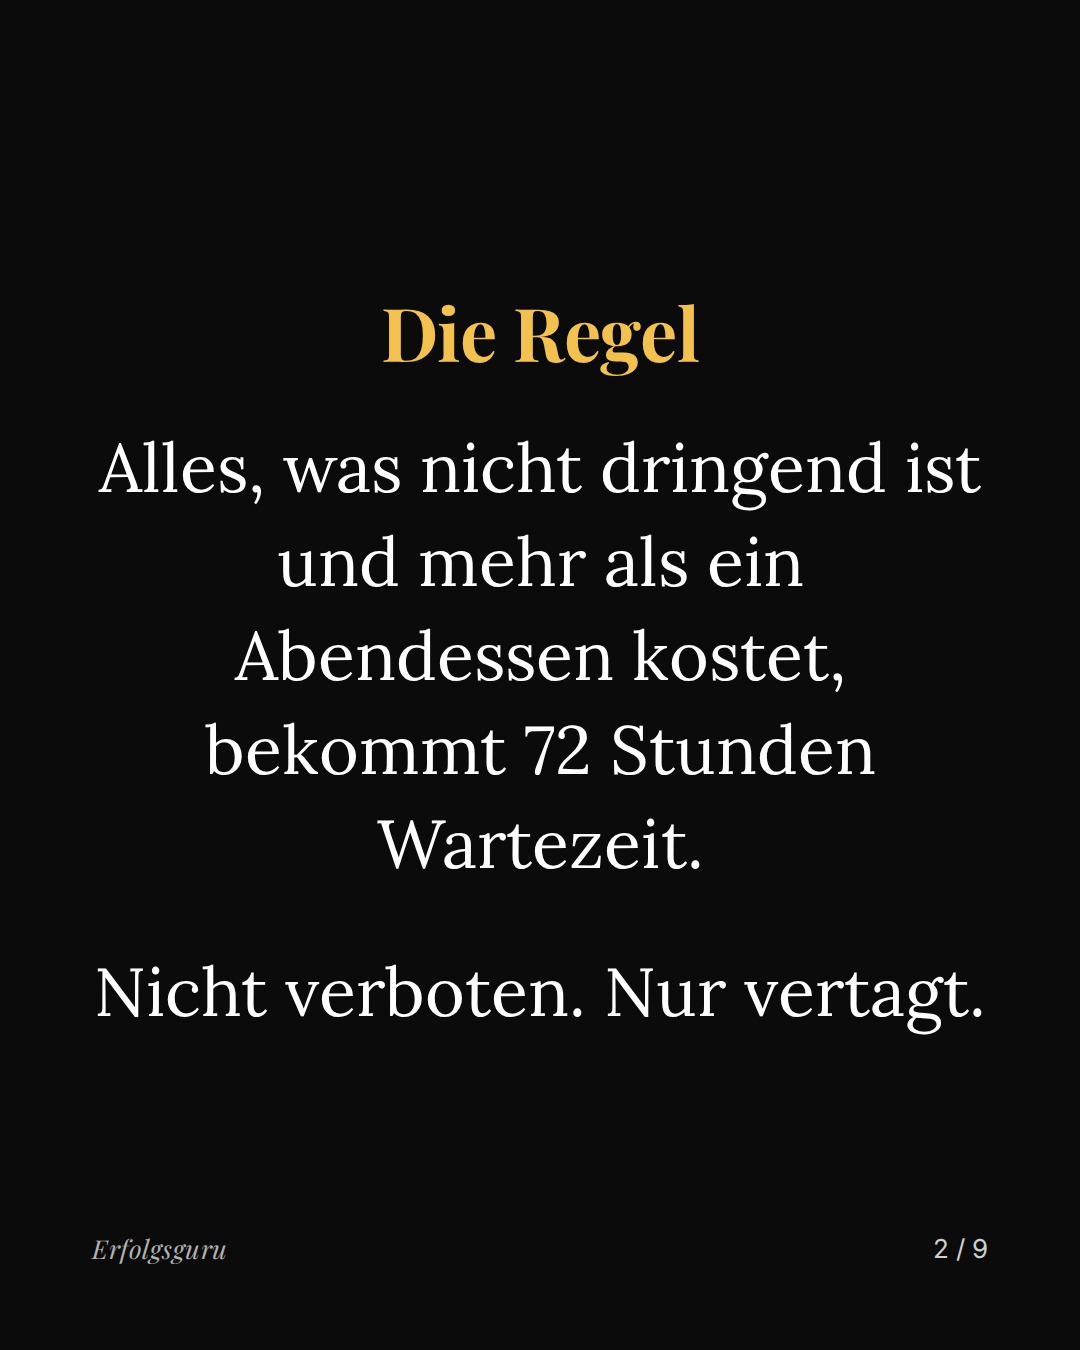 Die Regel
Alles, was nicht dringend ist
und mehr als ein
Abendessen kostet,
bekommt 72 Stunden
Wartezeit.
Nicht verboten. Nur vertagt.
Erfolgsguru
2 / 9